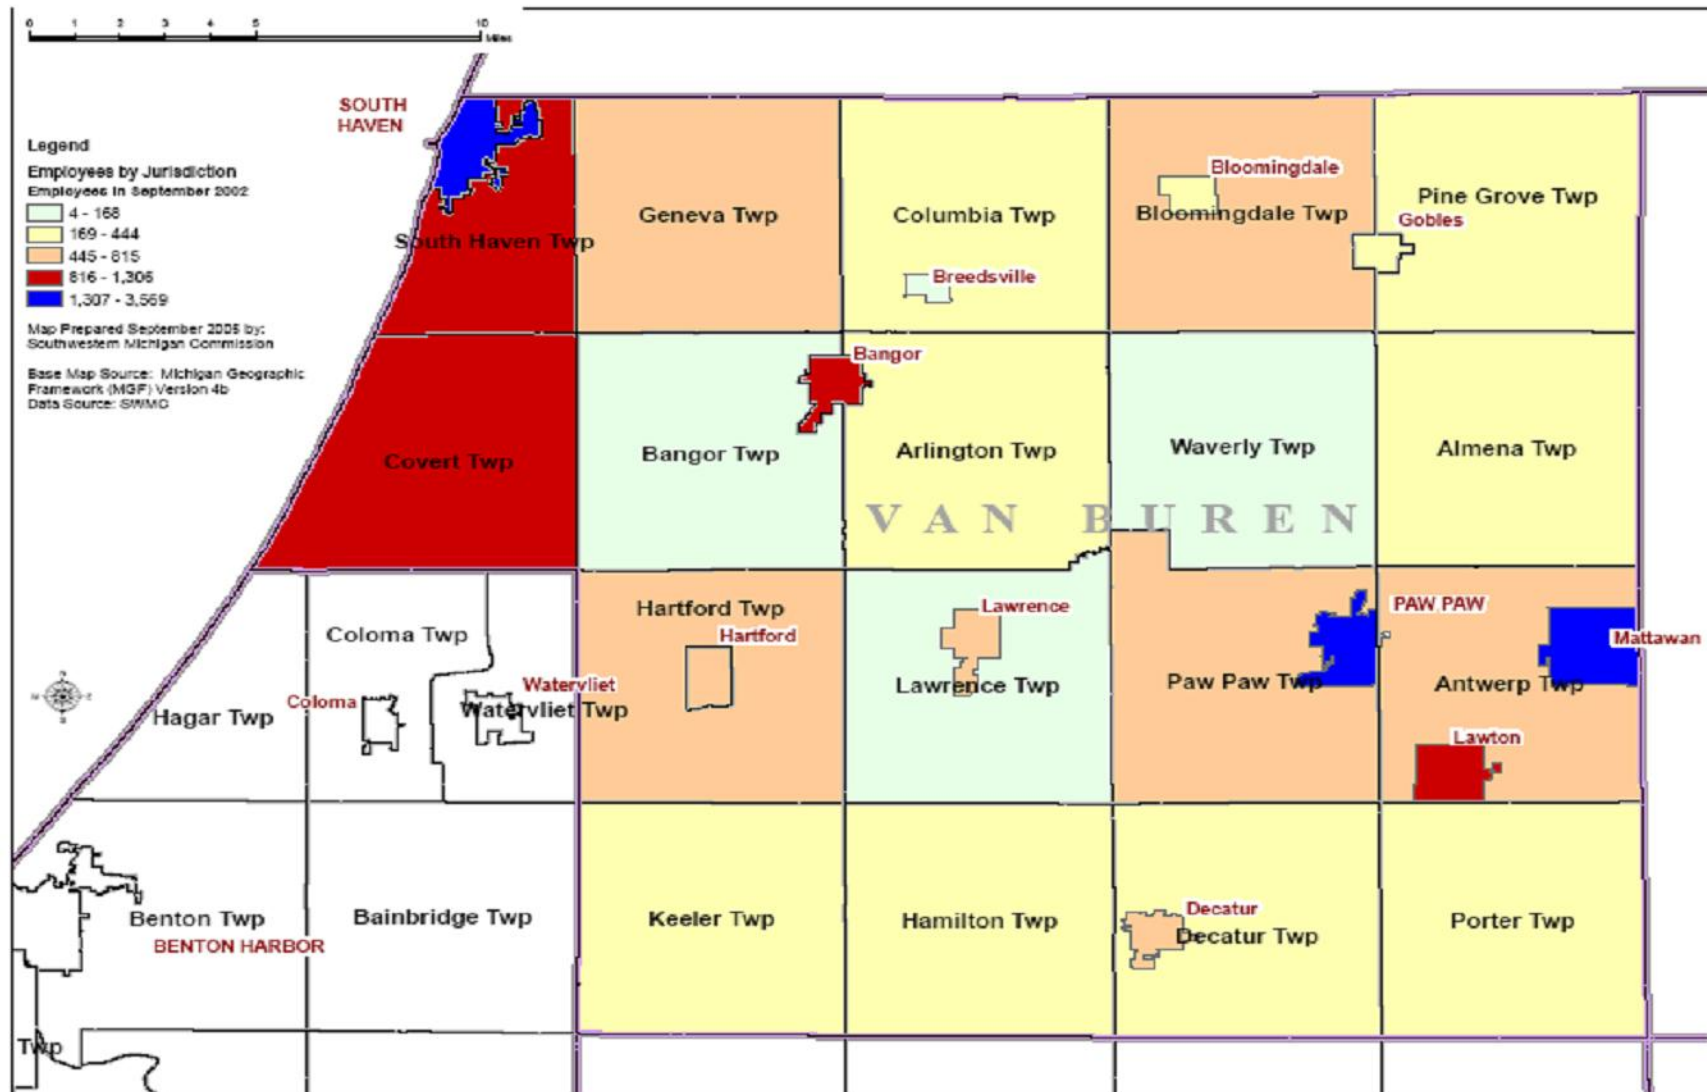 0 1 2 3 4 5 10
Miles
SOUTH
HAVEN
Legend
Employees by Jurisdiction
Employees in September 2002
4 - 168
169 - 444
445 - 815
816 - 1,306
1,307 - 3,569
Map Prepared September 2005 by:
Southwestern Michigan Commission
Base Map Source: Michigan Geographic
Framework (MGF) Version 4b
Data Source: SWMC
South Haven Twp
Geneva Twp
Columbia Twp
Breedsville
Bloomingdale
Bloomingdale Twp
Pine Grove Twp
Gobles
Covert Twp
Bangor
Bangor Twp
Arlington Twp
Waverly Twp
Almena Twp
VAN BUREN
Coloma Twp
Hagar Twp
Coloma
Watervliet
Watervliet Twp
Hartford Twp
Hartford
Lawrence
Lawrence Twp
Paw Paw Twp
PAW PAW
Mattawan
Antwerp Twp
Lawton
Benton Twp
BENTON HARBOR
Bainbridge Twp
Keeler Twp
Hamilton Twp
Decatur
Decatur Twp
Porter Twp
Twp